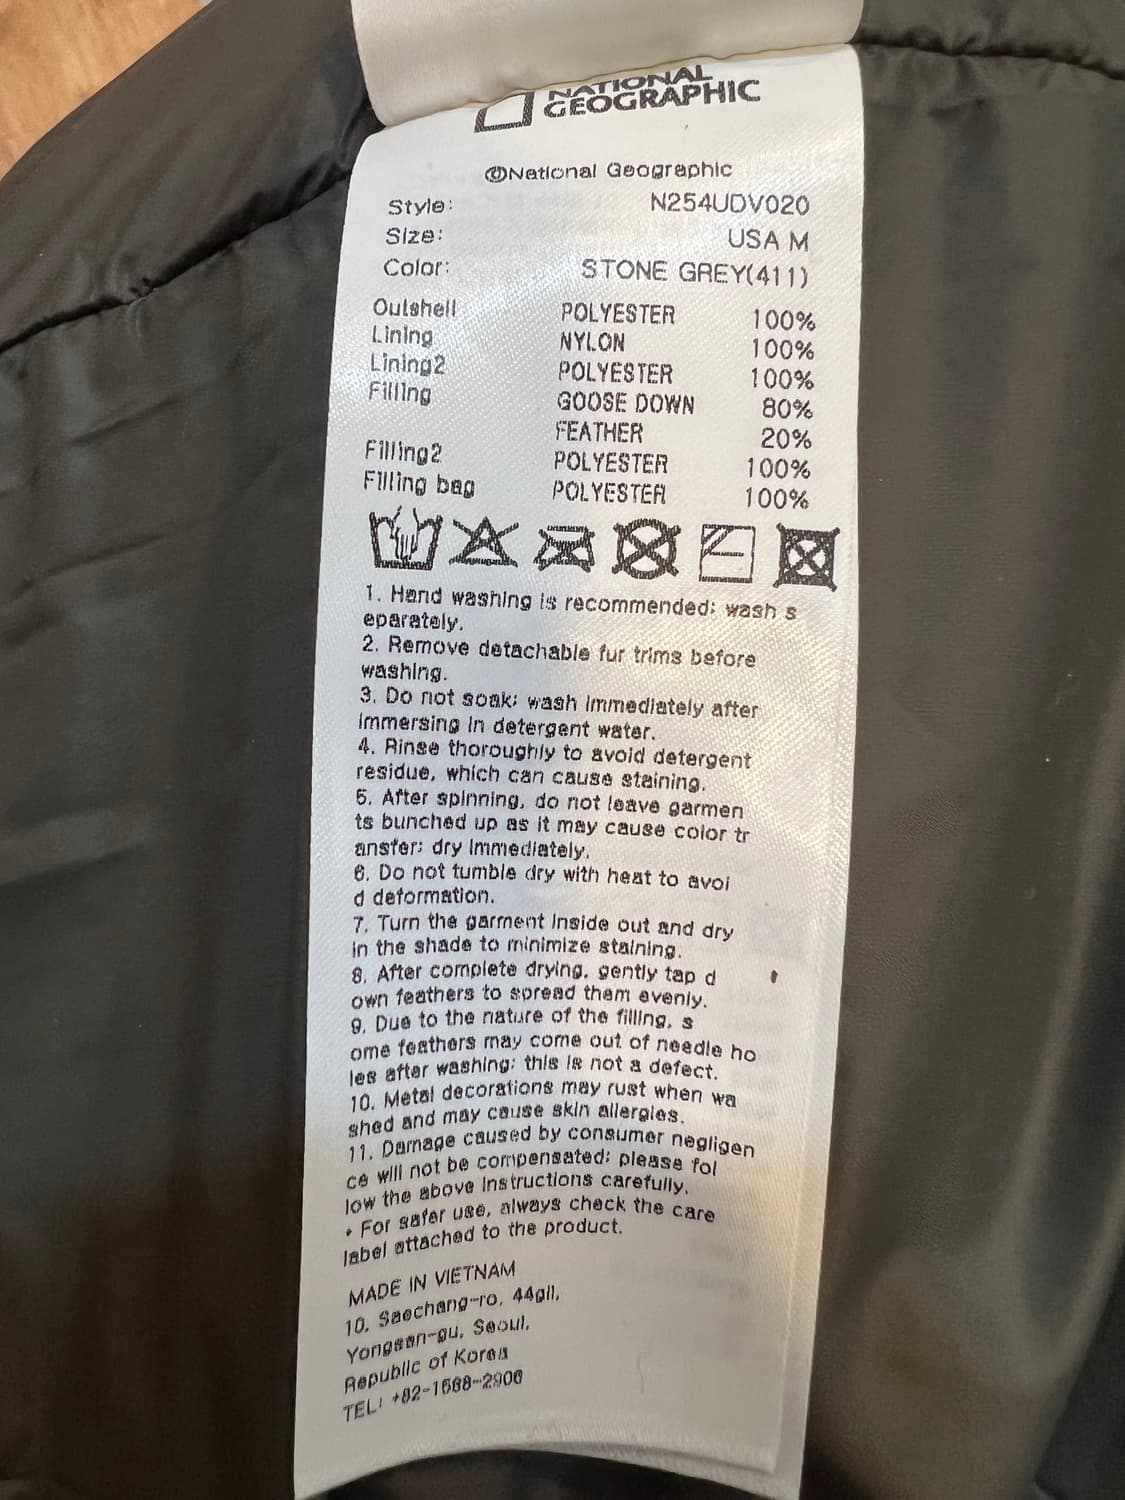 NATIONAL
GEOGRAPHIC
©National Geographic
Style: N254UDV020
Size: USA M
Color: STONE GREY(411)
Outshell POLYESTER 100%
Lining NYLON 100%
Lining2 POLYESTER 100%
Filling GOOSE DOWN 80%
FEATHER 20%
Filling2 POLYESTER 100%
Filling bag POLYESTER 100%
1. Hand washing is recommended; wash s
eparately.
2. Remove detachable fur trims before
washing.
3. Do not soak; wash immediately after
immersing in detergent water.
4. Rinse thoroughly to avoid detergent
residue, which can cause staining.
5. After spinning, do not leave garmen
ts bunched up as it may cause color tr
ansfer; dry immediately.
6. Do not tumble dry with heat to avoi
d deformation.
7. Turn the garment inside out and dry
in the shade to minimize staining.
8. After complete drying, gently tap d
own feathers to spread them evenly.
9. Due to the nature of the filling, s
ome feathers may come out of needle ho
les after washing; this is not a defect.
10. Metal decorations may rust when wa
shed and may cause skin allergies.
11. Damage caused by consumer negligen
ce will not be compensated; please fol
low the above instructions carefully.
• For safer use, always check the care
label attached to the product.
MADE IN VIETNAM
10, Saechang-ro, 44gil,
Yongsan-gu, Seoul,
Republic of Korea
TEL: +82-1588-2906